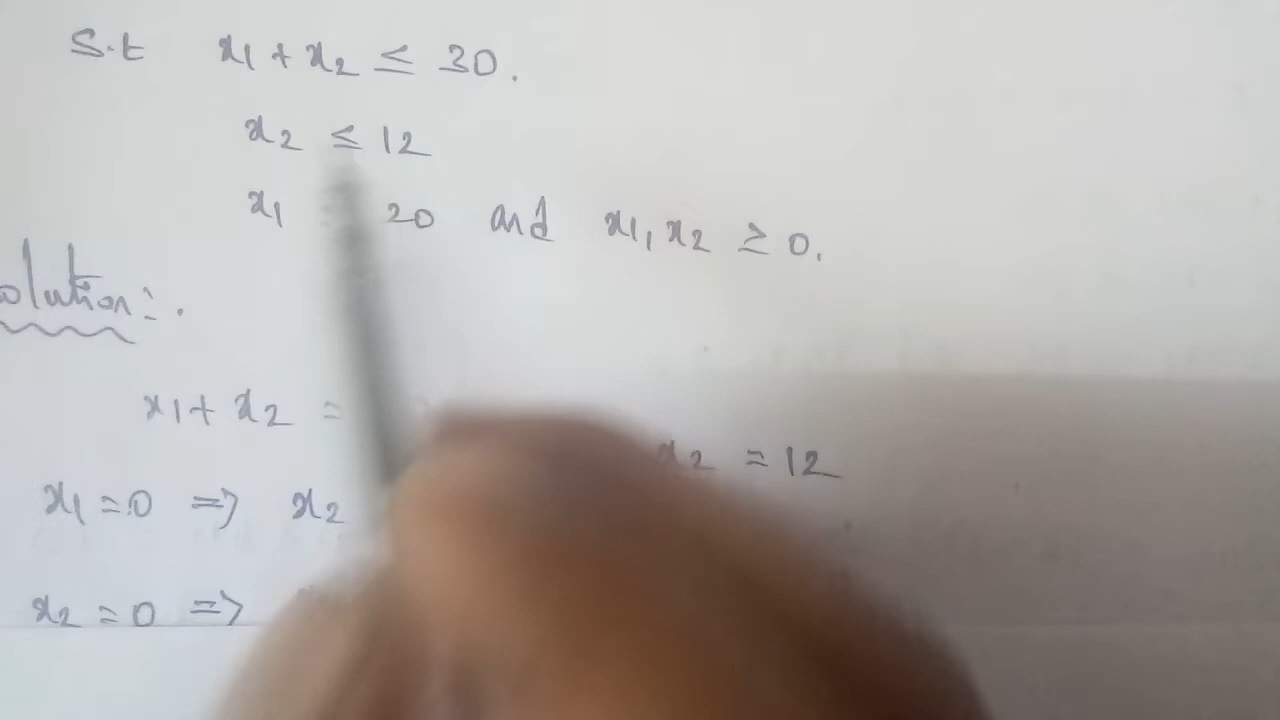 S.t x1 + x2 ≤ 30.
x2 ≤ 12
x1 20 and x1, x2 ≥ 0.
olution:.
x1 + x2 =
x2 = 12
x1 = 0 => x2
x2 = 0 =>